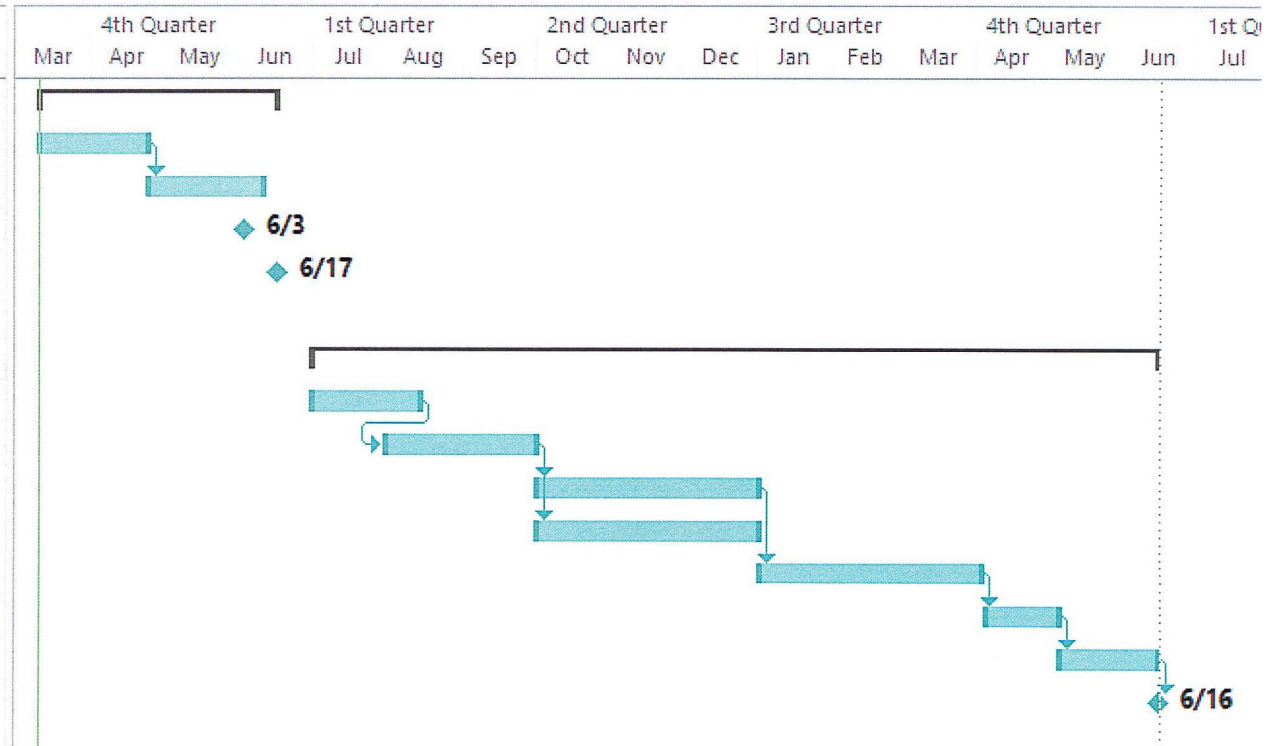 4th Quarter 1st Quarter 2nd Quarter 3rd Quarter 4th Quarter 1st
Mar Apr May Jun Jul Aug Sep Oct Nov Dec Jan Feb Mar Apr May Jun Jul
6/3
6/17
6/16